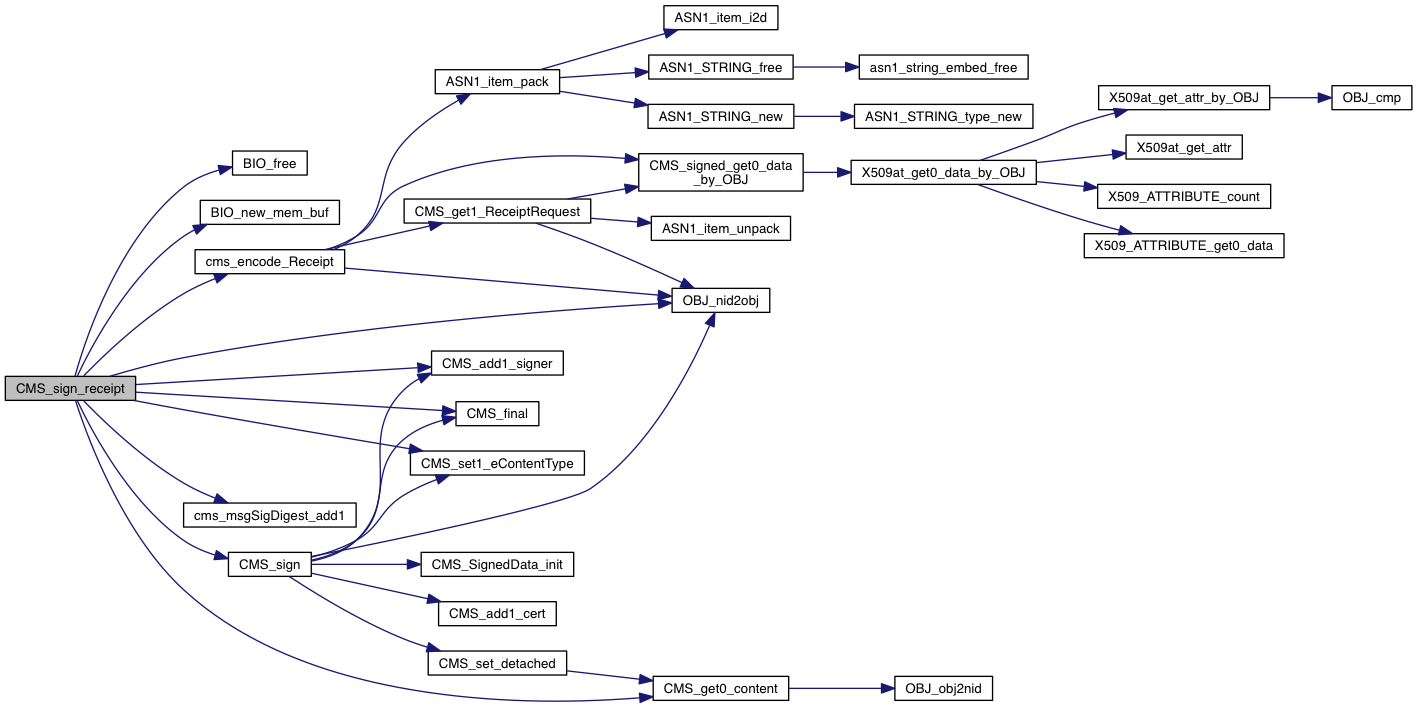 ASN1_item_i2d
ASN1_item_pack
ASN1_STRING_free
asn1_string_embed_free
ASN1_STRING_new
ASN1_STRING_type_new
X509at_get_attr_by_OBJ
OBJ_cmp
BIO_free
CMS_signed_get0_data
_by_OBJ
X509at_get0_data_by_OBJ
X509at_get_attr
X509_ATTRIBUTE_count
BIO_new_mem_buf
CMS_get1_ReceiptRequest
ASN1_item_unpack
X509_ATTRIBUTE_get0_data
cms_encode_Receipt
OBJ_nid2obj
CMS_sign_receipt
CMS_add1_signer
CMS_final
CMS_set1_eContentType
cms_msgSigDigest_add1
CMS_sign
CMS_SignedData_init
CMS_add1_cert
CMS_set_detached
CMS_get0_content
OBJ_obj2nid